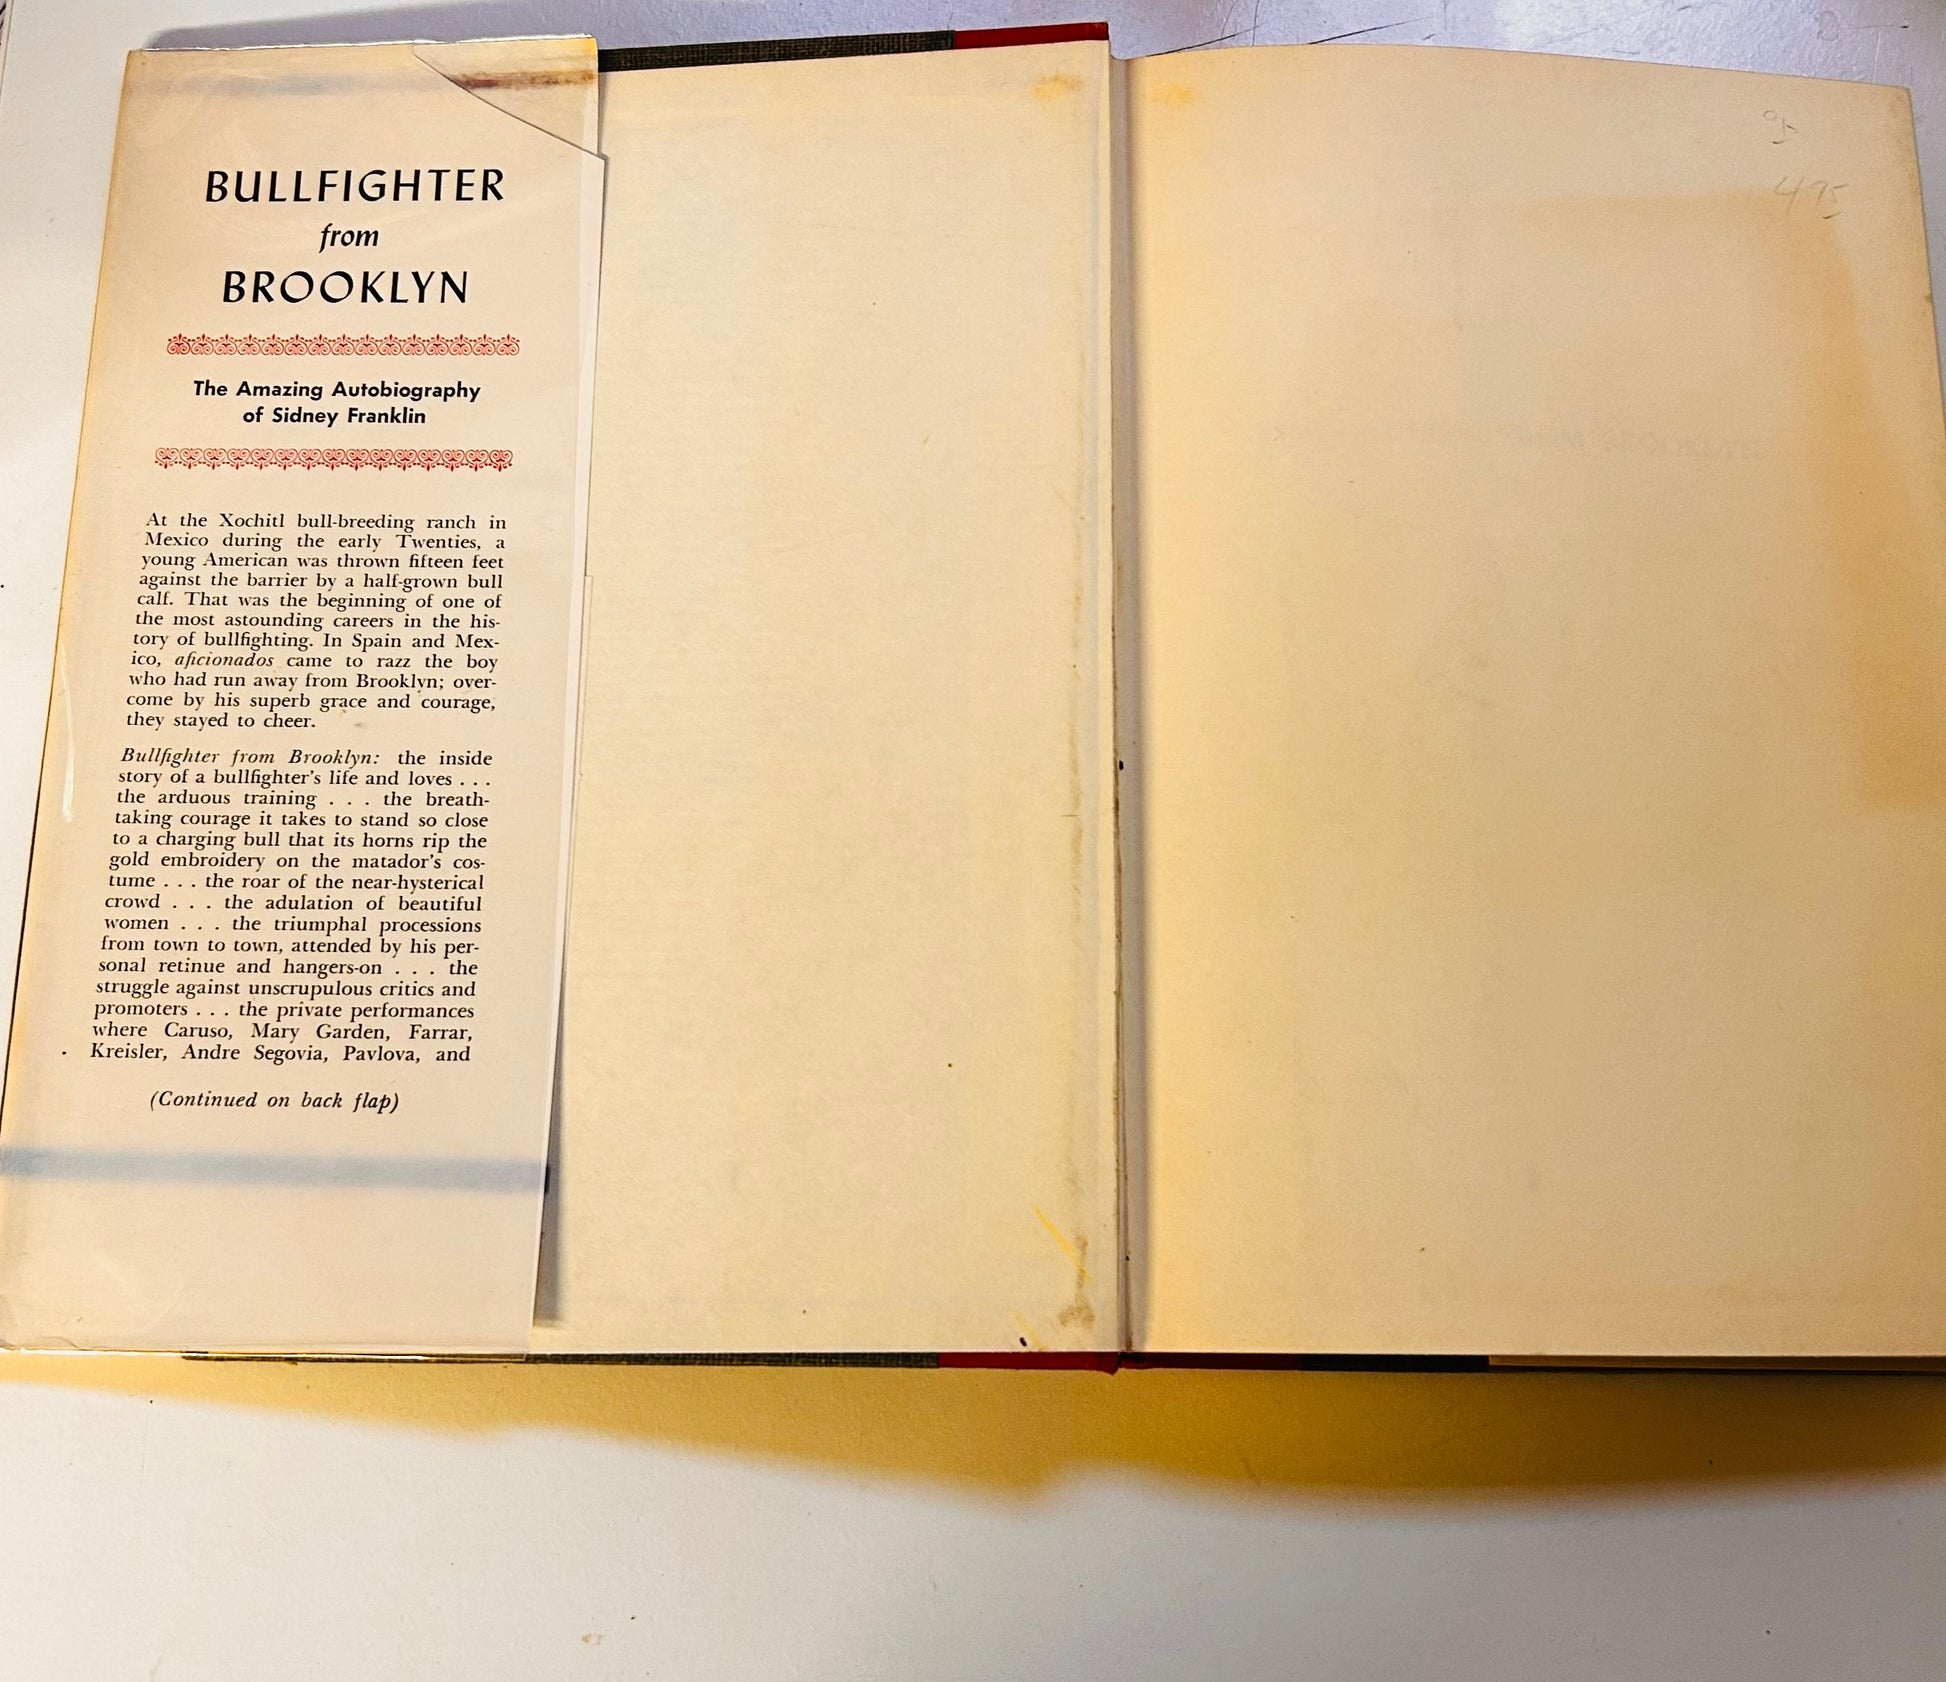 BULLFIGHTER
from
BROOKLYN
The Amazing Autobiography
of Sidney Franklin
At the Xochitl bull-breeding ranch in
Mexico during the early Twenties, a
young American was thrown fifteen feet
against the barrier by a half-grown bull
calf. That was the beginning of one of
the most astounding careers in the his-
tory of bullfighting. In Spain and Mex-
ico, aficionados came to razz the boy
who had run away from Brooklyn; over-
come by his superb grace and courage,
they stayed to cheer.
Bullfighter from Brooklyn: the inside
story of a bullfighter's life and loves . . .
the arduous training . . . the breath-
taking courage it takes to stand so close
to a charging bull that its horns rip the
gold embroidery on the matador's cos-
tume . . . the roar of the near-hysterical
crowd . . . the adulation of beautiful
women . . . the triumphal processions
from town to town, attended by his per-
sonal retinue and hangers-on . . . the
struggle against unscrupulous critics and
promoters . . . the private performances
where Caruso, Mary Garden, Farrar,
Kreisler, Andre Segovia, Pavlova, and
(Continued on back flap)
495